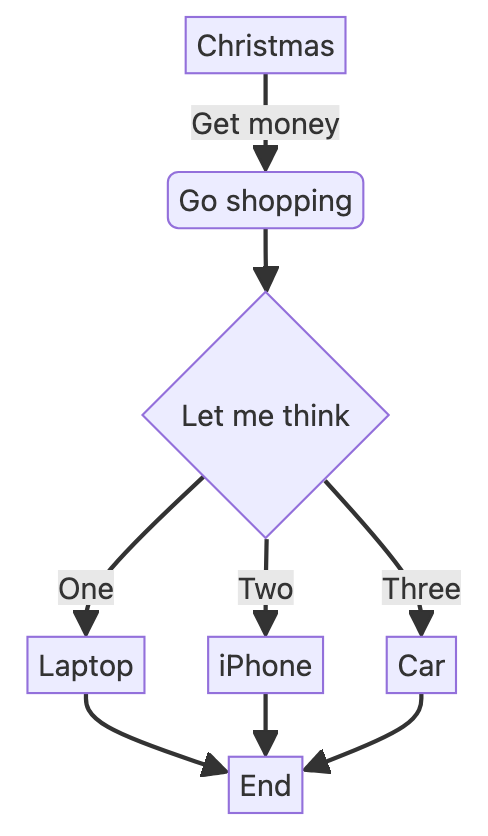 Christmas
Get money
Go shopping
Let me think
One
Two
Three
Laptop
iPhone
Car
End